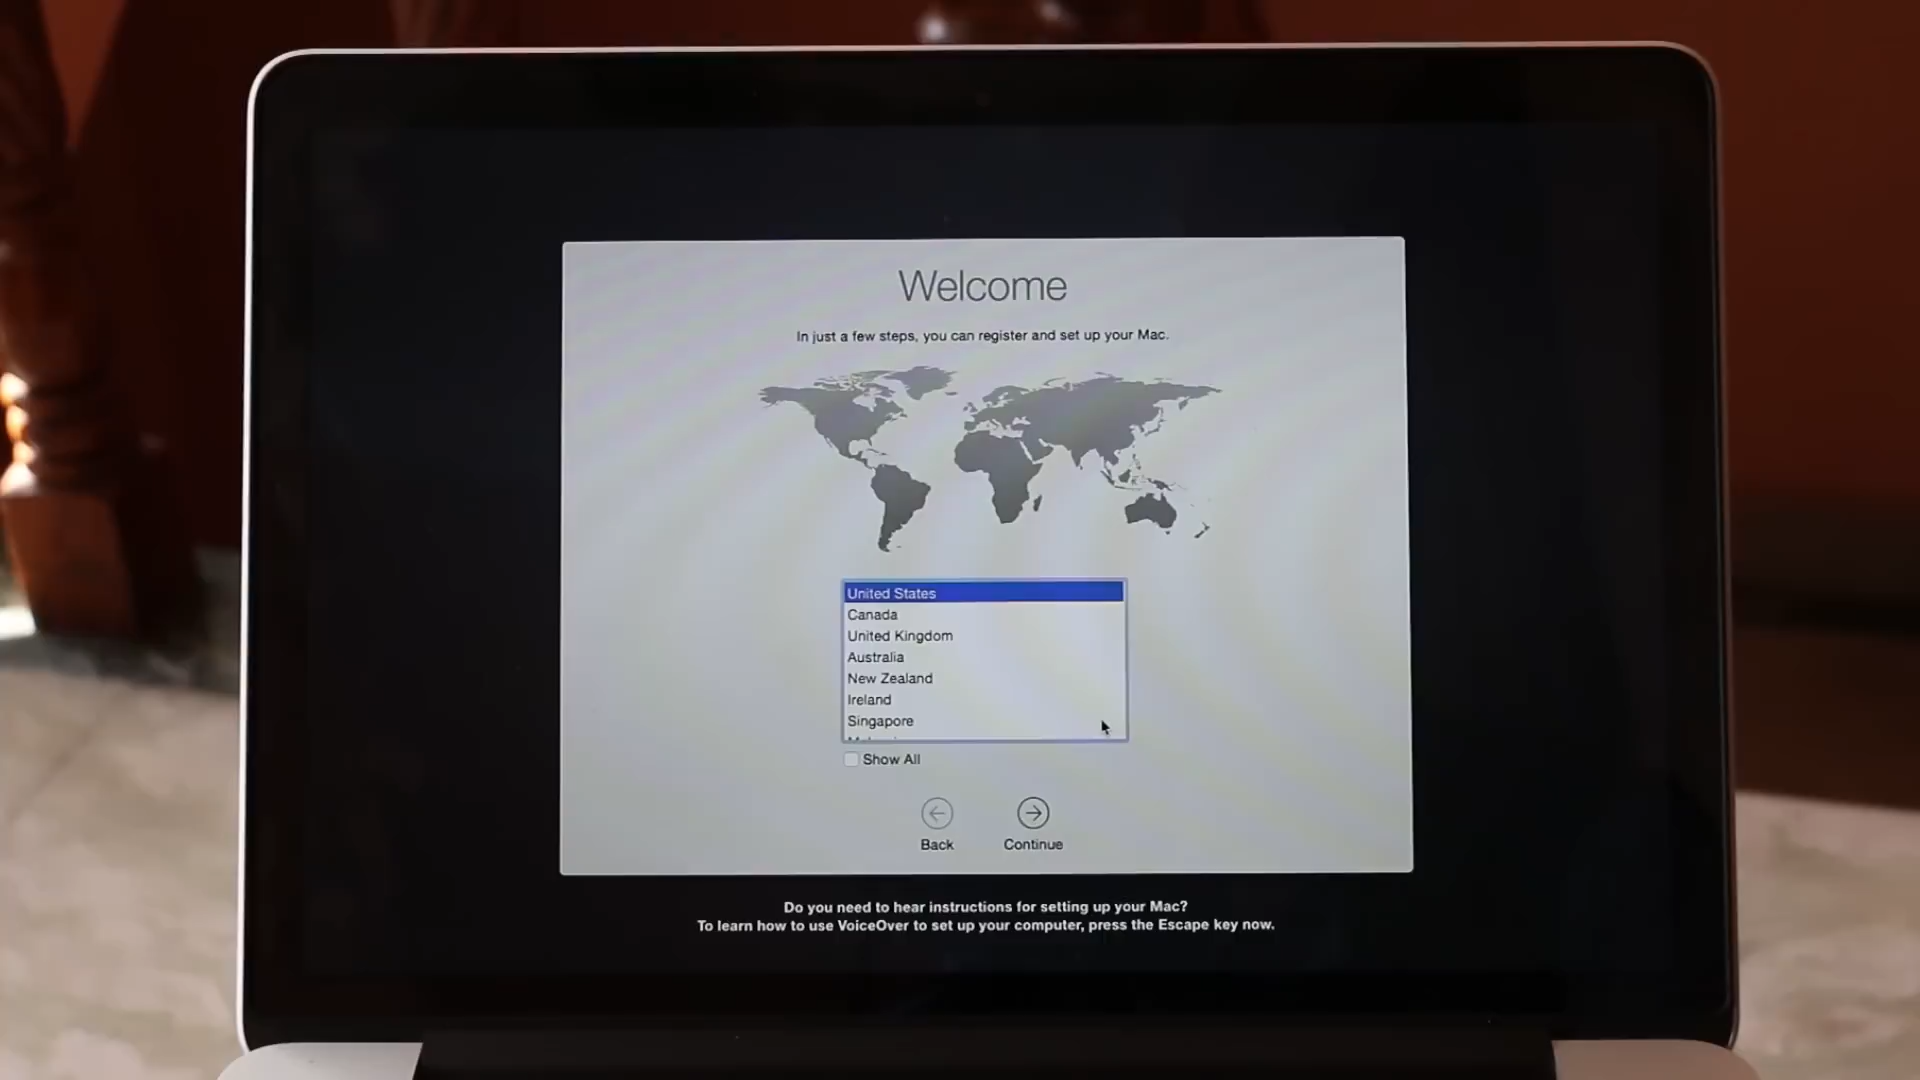 Welcome
In just a few steps, you can register and set up your Mac.
United States
Canada
United Kingdom
Australia
New Zealand
Ireland
Singapore
Show All
Back
Continue
Do you need to hear instructions for setting up your Mac?
To learn how to use VoiceOver to set up your computer, press the Escape key now.